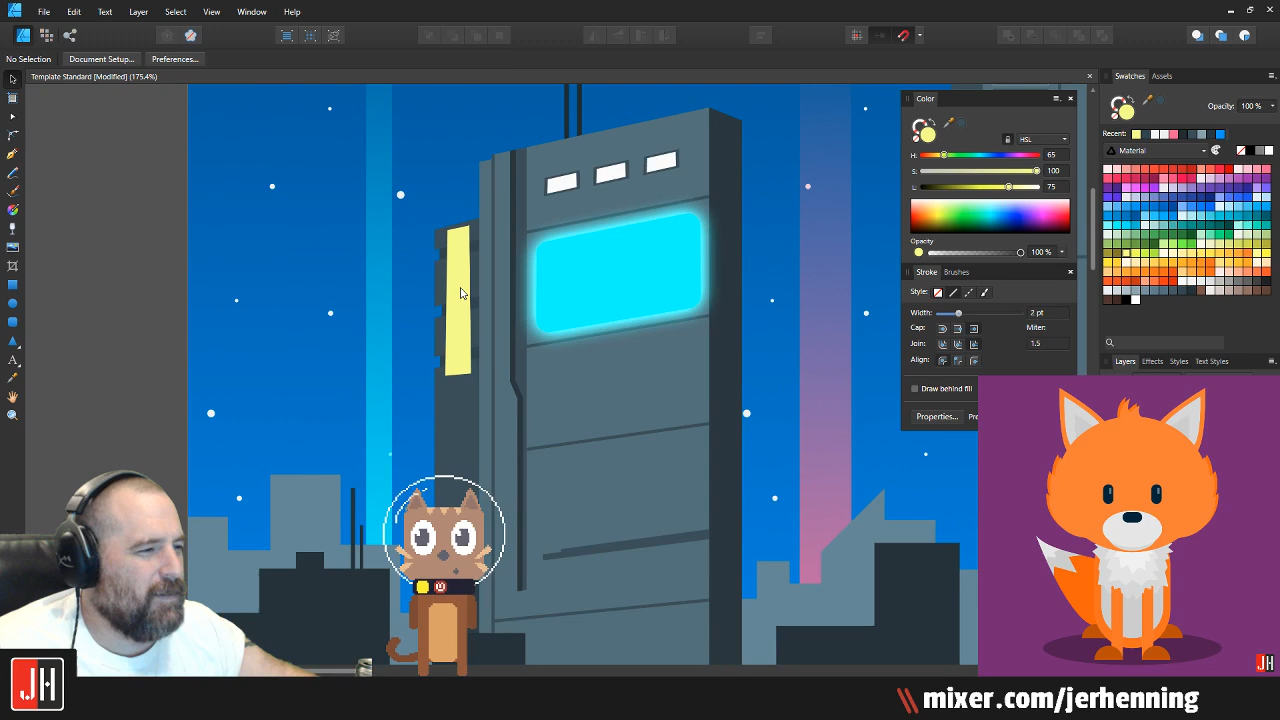 File Edit Text Layer Select View Window Help
No Selection Document Setup... Preferences...
Template Standard [Modified] (175.4%)
Color
HSL
H: 65
S: 100
L: 75
Opacity
100 %
Stroke Brushes
Style:
Width: 2 pt
Cap: Miter:
Join: 1.5
Align:
Draw behind fill
Properties...
Swatches Assets
Opacity: 100 %
Recent:
Material
Layers Effects Styles Text Styles
JH
JH
mixer.com/jerhenning